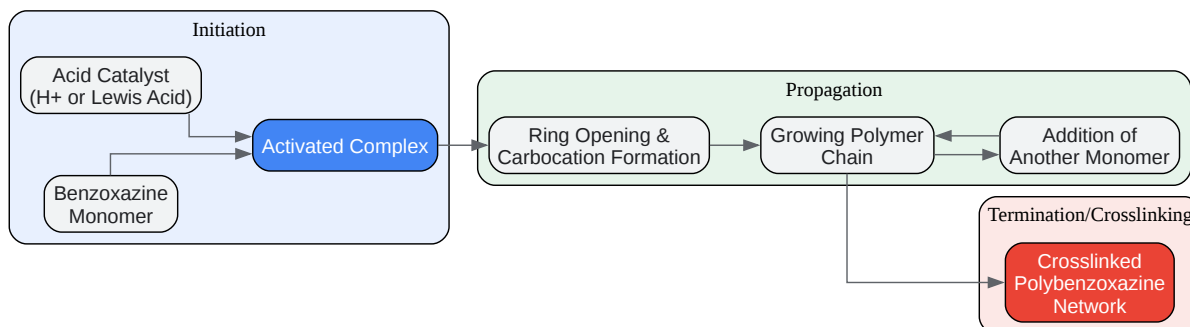 Initiation
Acid Catalyst
(H+ or Lewis Acid)
Activated Complex
Benzoxazine
Monomer
Propagation
Ring Opening &
Carbocation Formation
Growing Polymer
Chain
Addition of
Another Monomer
Termination/Crosslinking
Crosslinked
Polybenzoxazine
Network